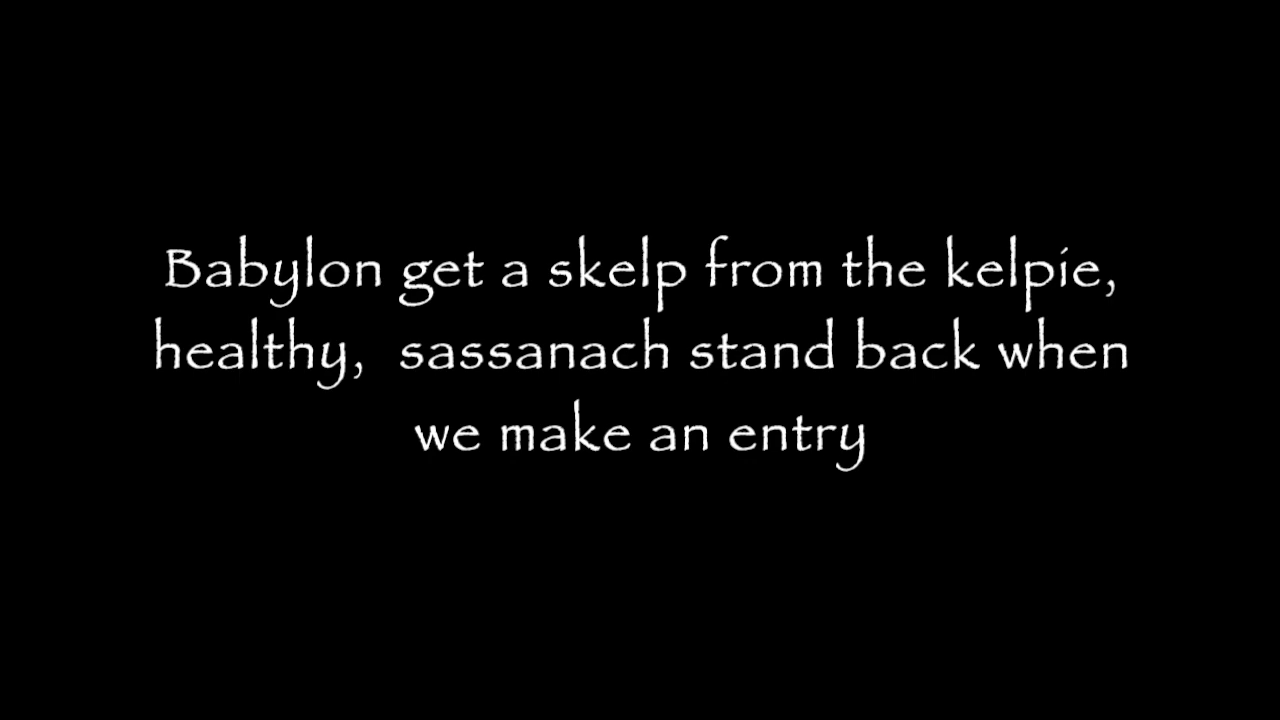 Babylon get a skelp from the kelpie,
healthy,  sassanach stand back when
we make an entry